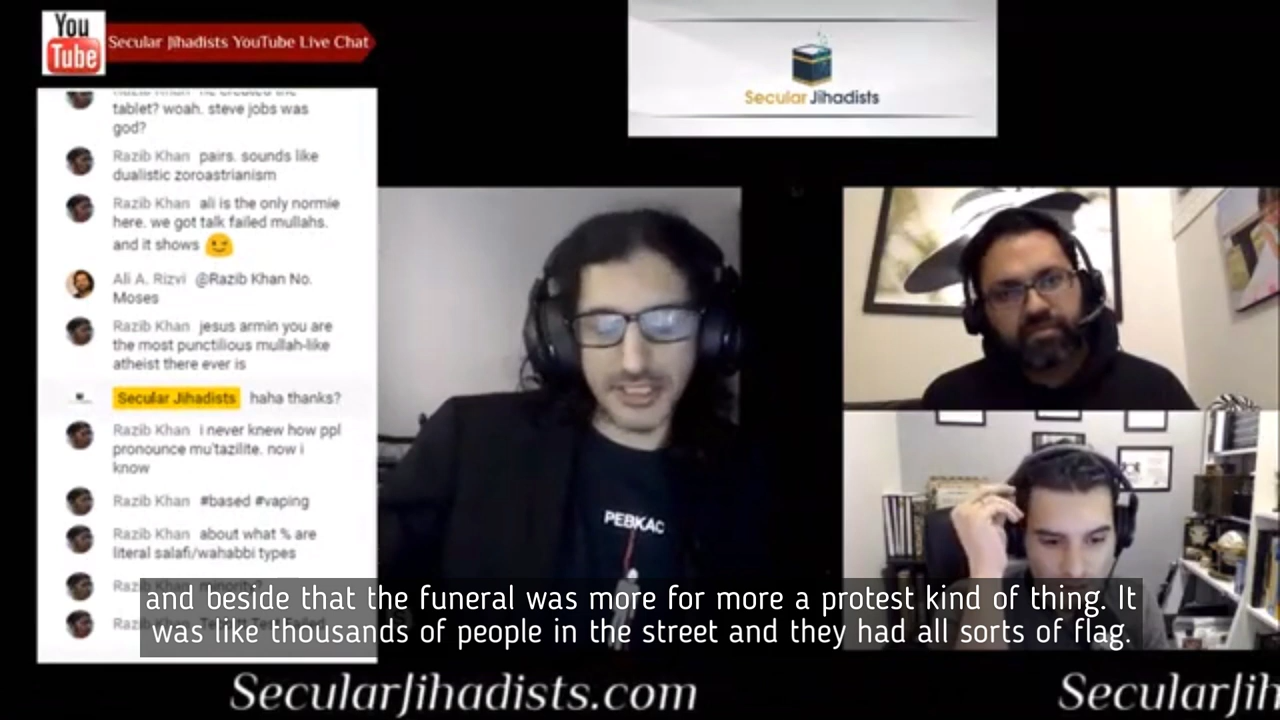 You
Tube
Secular Jihadists YouTube Live Chat
Secular Jihadists
tablet? woah. steve jobs was
god?
Razib Khan pairs. sounds like
dualistic zoroastrianism
Razib Khan ali is the only normie
here. we got talk failed mullahs.
and it shows 😉
Ali A. Rizvi @Razib Khan No.
Moses
Razib Khan jesus armin you are
the most punctilious mullah-like
atheist there ever is
Secular Jihadists haha thanks?
Razib Khan i never knew how ppl
pronounce mu'tazilite. now i
know
Razib Khan #based #vaping
Razib Khan about what % are
literal salafi/wahabbi types
PEBKAC
and beside that the funeral was more for more a protest kind of thing. It
was like thousands of people in the street and they had all sorts of flag.
SecularJihadists.com
SecularJih